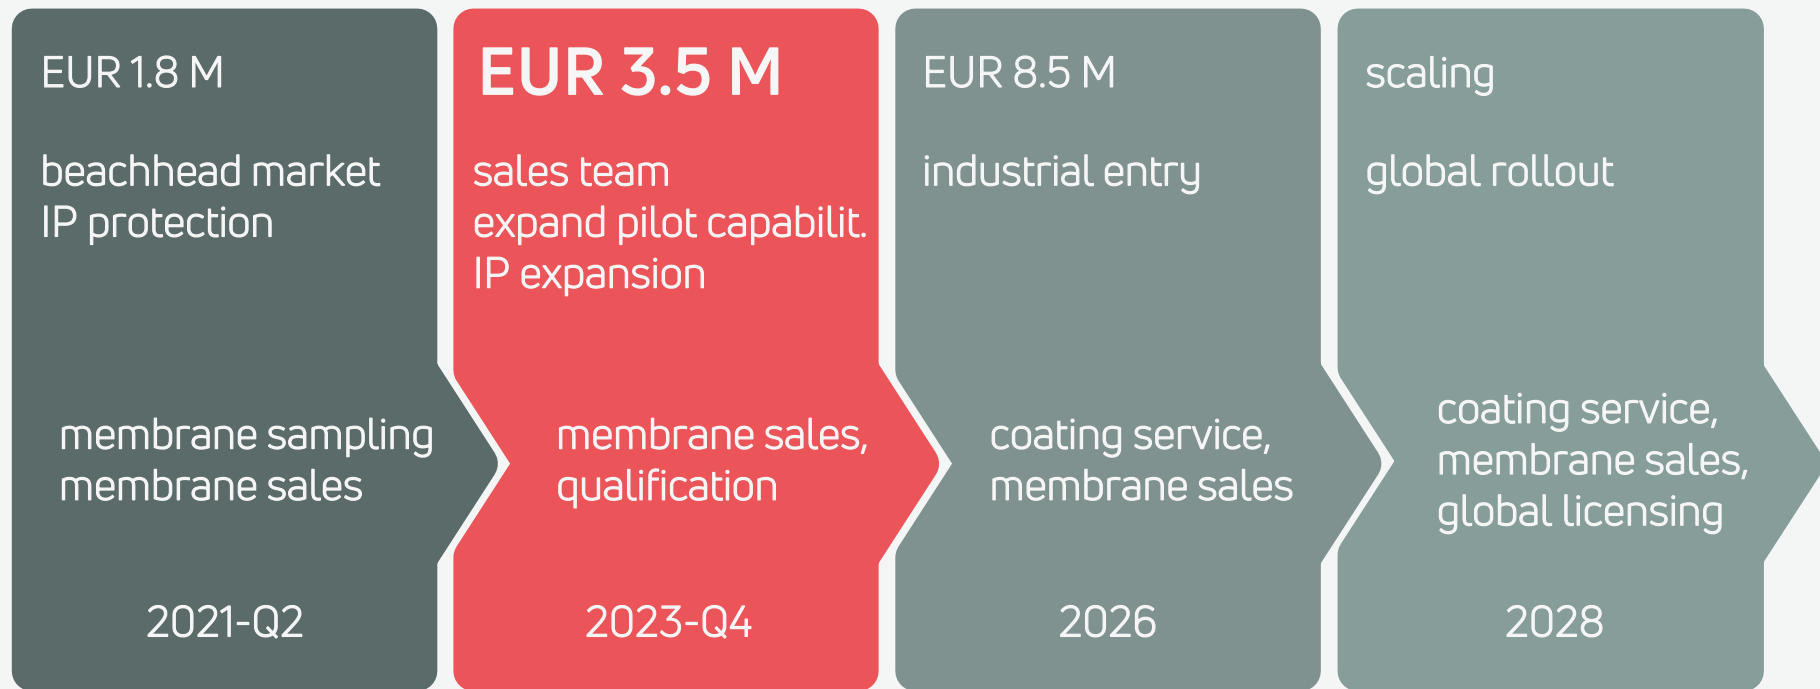 EUR 1.8 M
beachhead market
IP protection
membrane sampling
membrane sales
2021-Q2
EUR 3.5 M
sales team
expand pilot capabilit.
IP expansion
membrane sales,
qualification
2023-Q4
EUR 8.5 M
industrial entry
coating service,
membrane sales
2026
scaling
global rollout
coating service,
membrane sales,
global licensing
2028